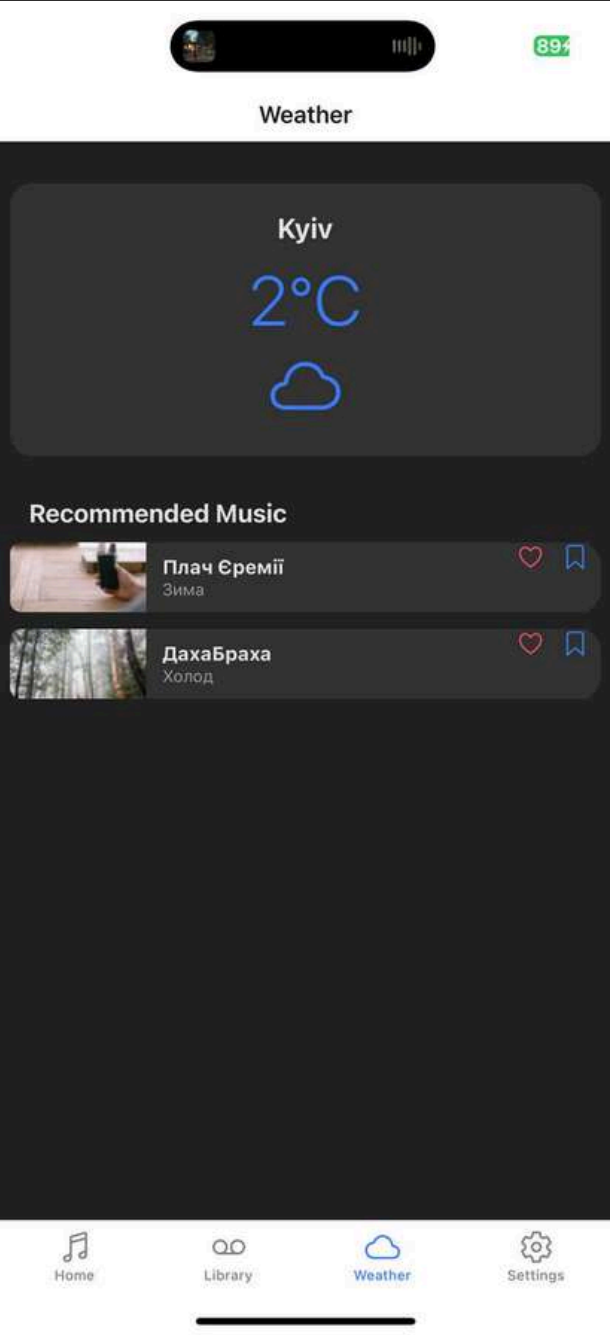 89
Weather
Kyiv
2°C
Recommended Music
Плач Єремії
Зима
ДахаБраха
Холод
Home
Library
Weather
Settings